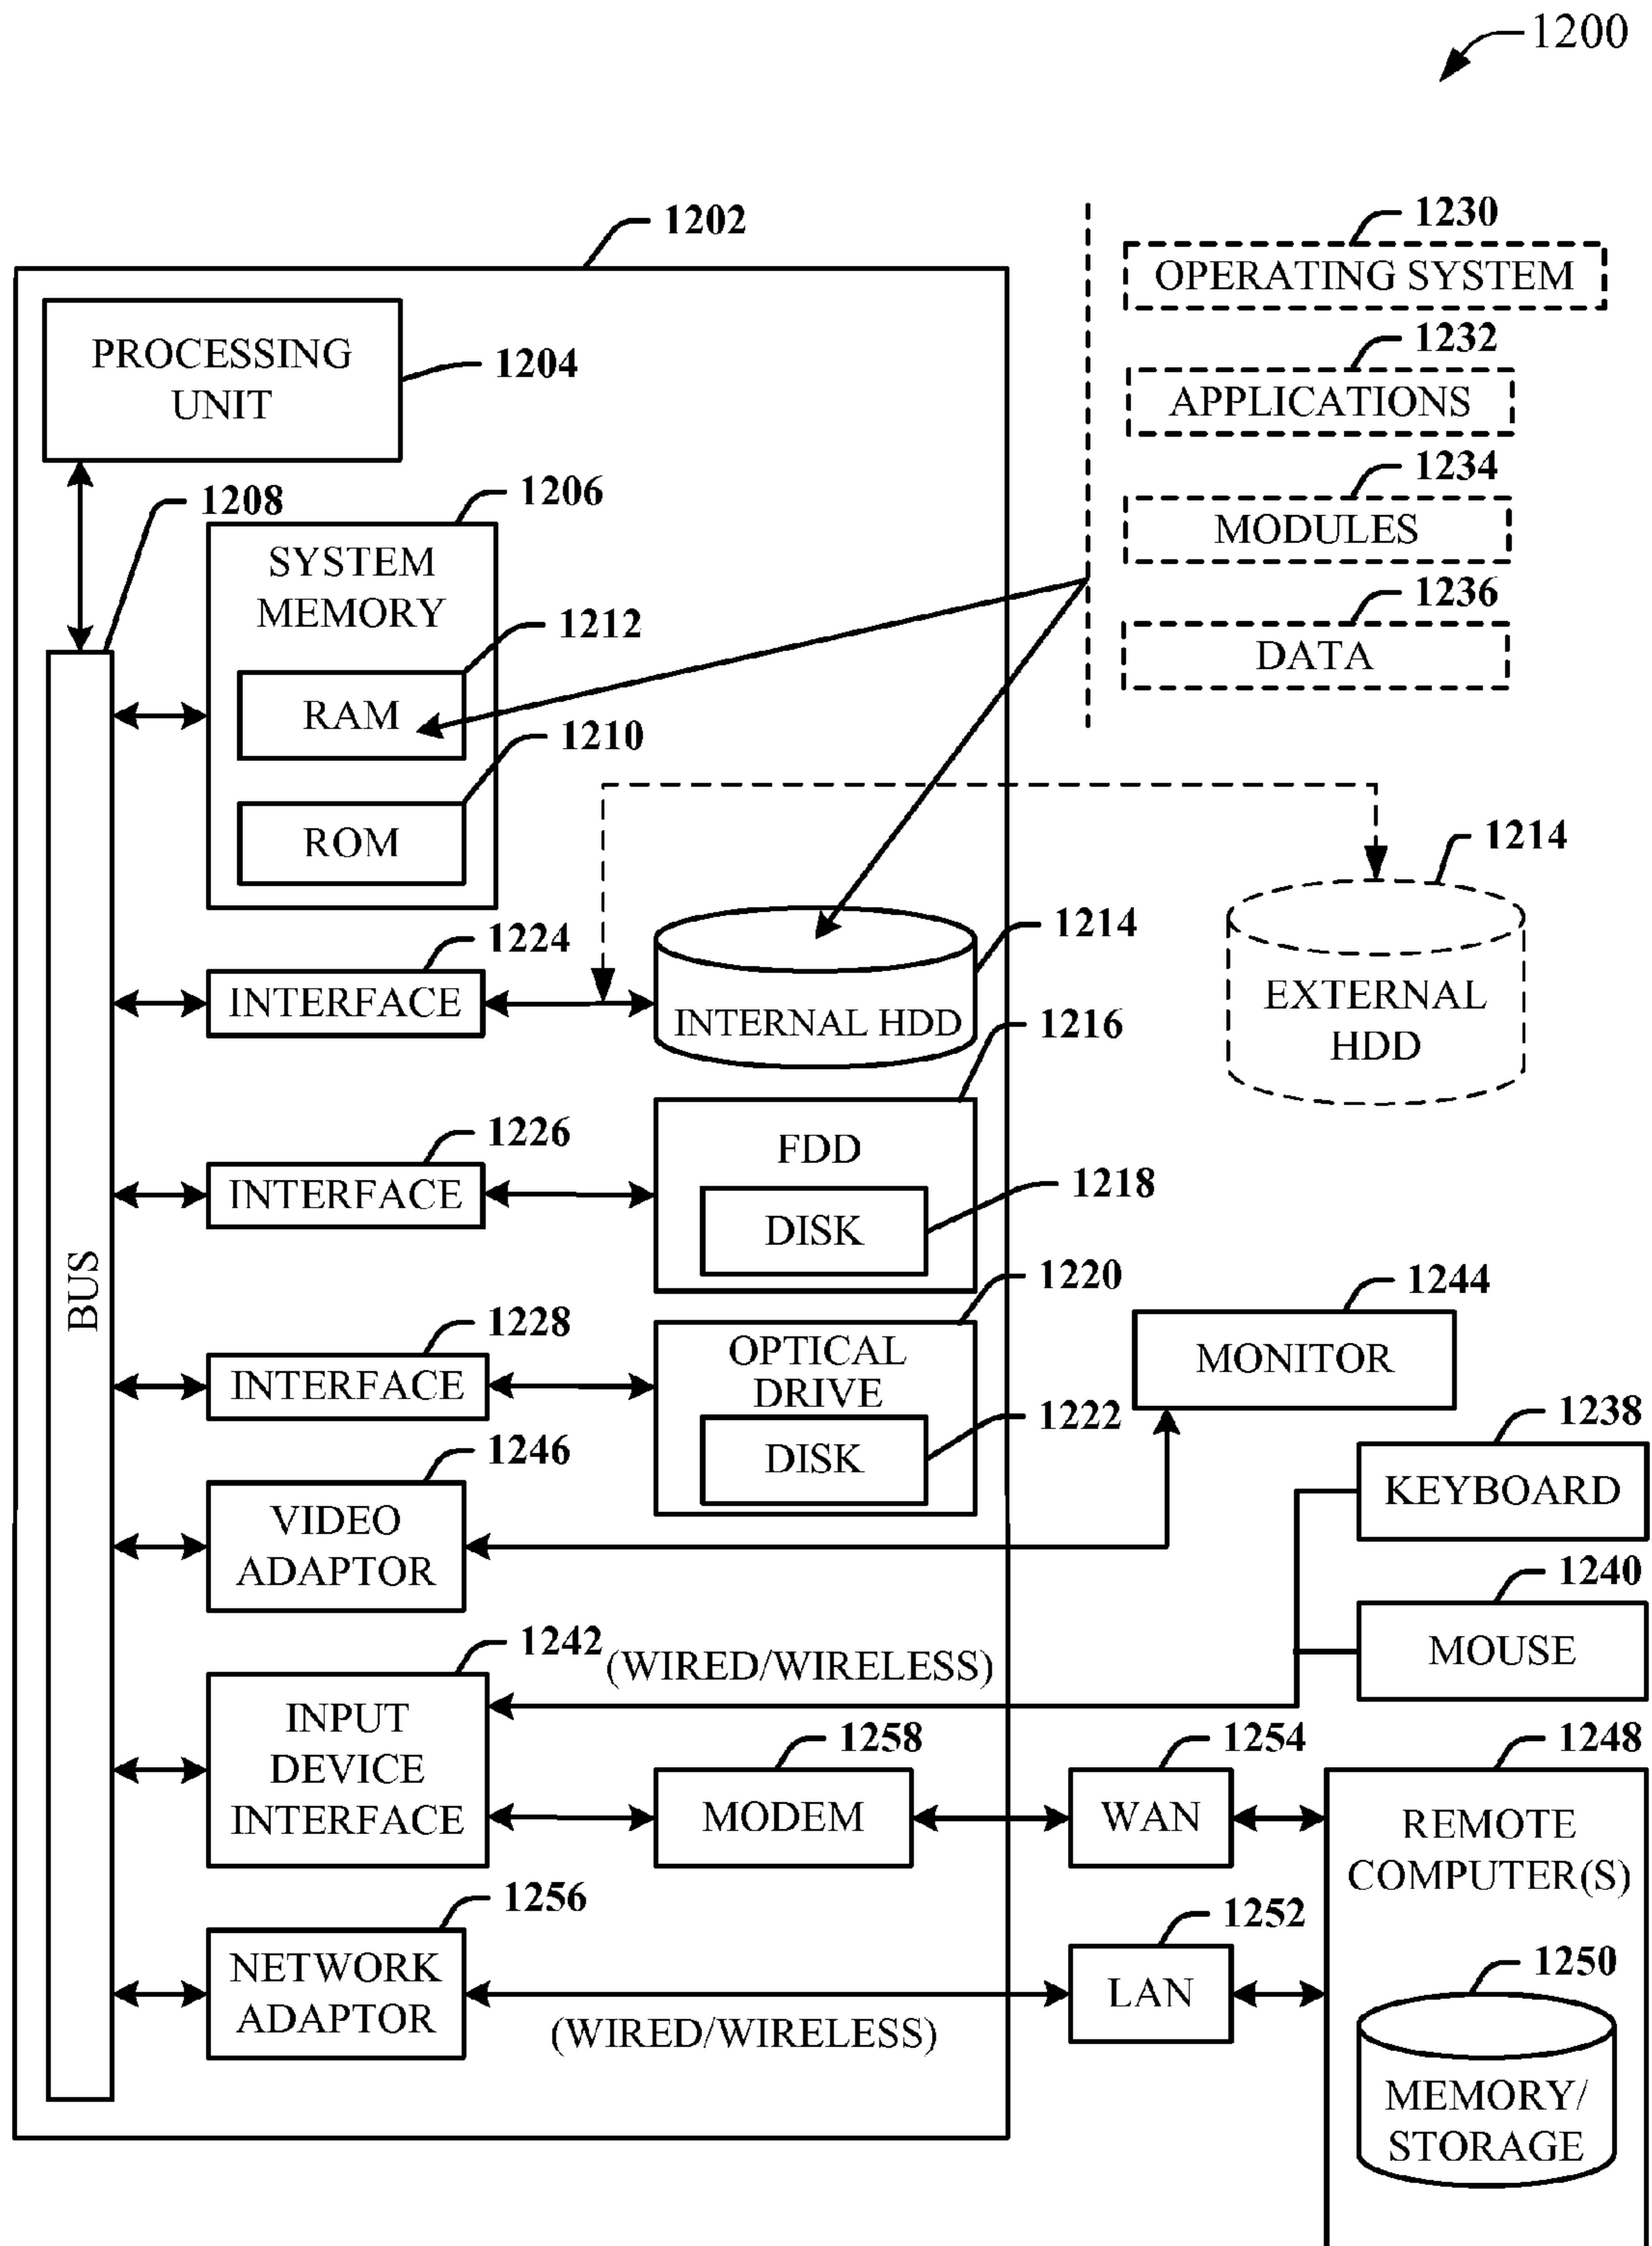 1200
1202
1230
OPERATING SYSTEM
1232
APPLICATIONS
1234
MODULES
1236
DATA
PROCESSING
UNIT
1204
1208
1206
SYSTEM
MEMORY
1212
RAM
1210
ROM
1214
EXTERNAL
HDD
1224
INTERFACE
1214
INTERNAL HDD
1216
FDD
1226
INTERFACE
1218
DISK
BUS
1220
OPTICAL
DRIVE
1228
INTERFACE
1222
DISK
1244
MONITOR
1246
VIDEO
ADAPTOR
1238
KEYBOARD
1240
MOUSE
1242
(WIRED/WIRELESS)
INPUT
DEVICE
INTERFACE
1258
MODEM
1254
WAN
1248
REMOTE
COMPUTER(S)
1256
NETWORK
ADAPTOR
(WIRED/WIRELESS)
1252
LAN
1250
MEMORY/
STORAGE